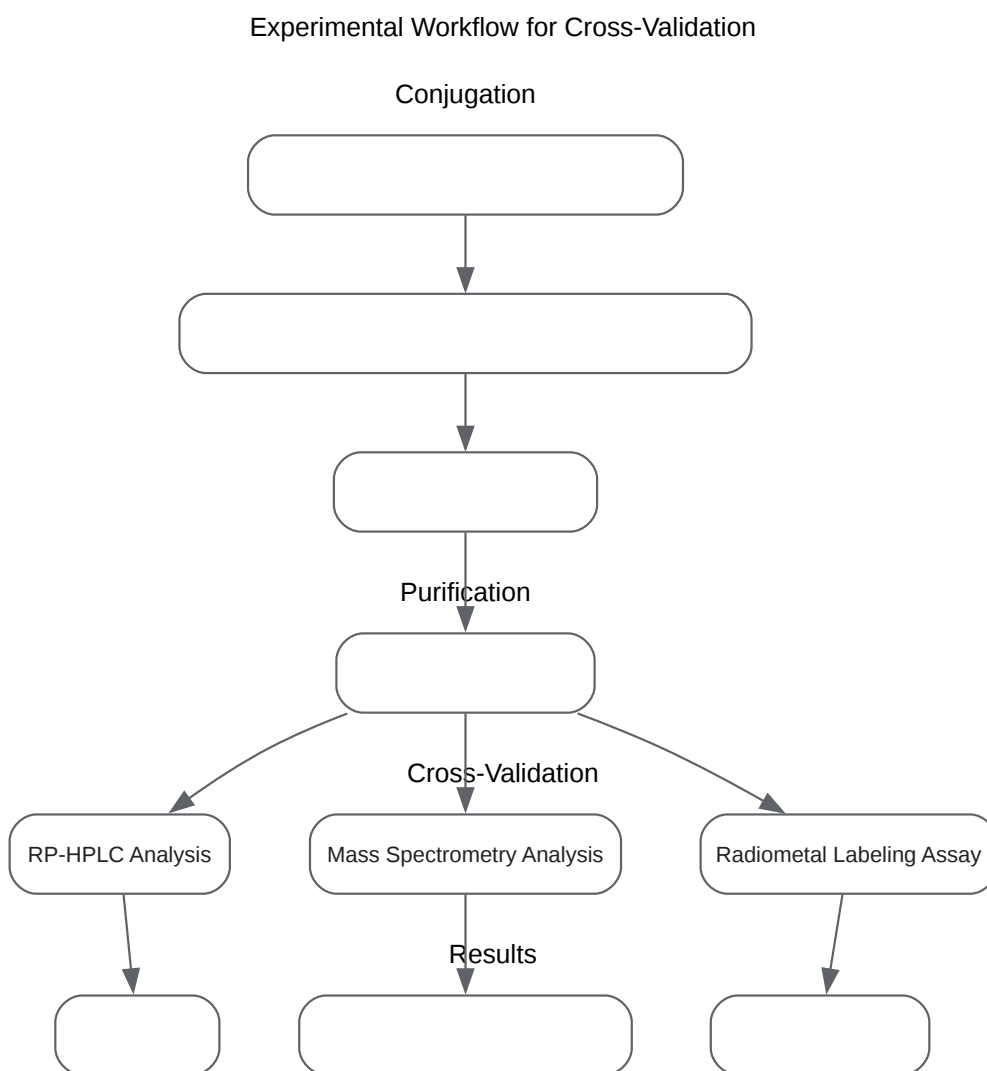 Experimental Workflow for Cross-Validation
Conjugation
Purification
Cross-Validation
RP-HPLC Analysis
Mass Spectrometry Analysis
Radiometal Labeling Assay
Results